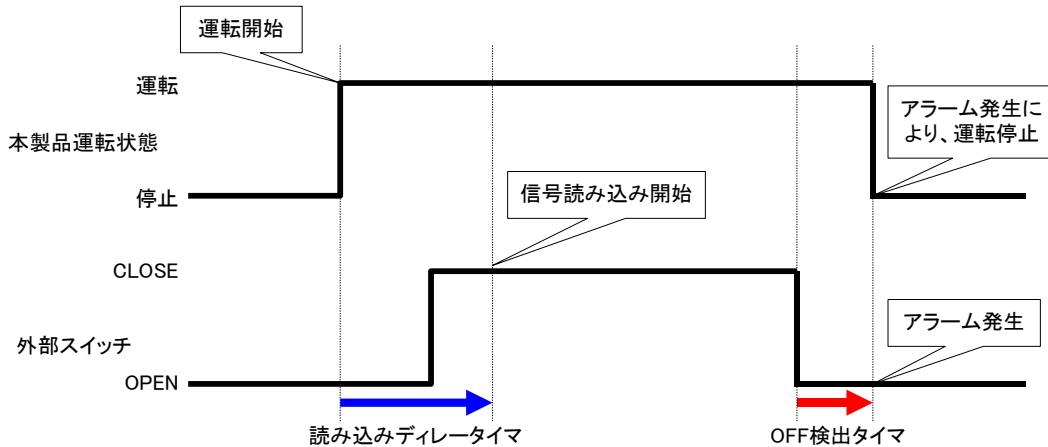 運転開始
運転
本製品運転状態
停止
アラーム発生に
より、運転停止
信号読み込み開始
CLOSE
外部スイッチ
OPEN
アラーム発生
読み込みディレータイマ
OFF検出タイマ